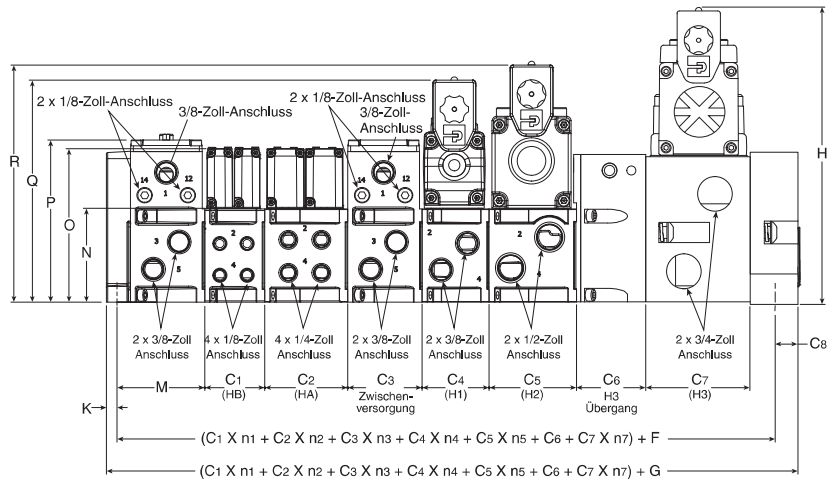 H
2 x 1/8-Zoll-Anschluss
3/8-Zoll-Anschluss
2 x 1/8-Zoll-Anschluss
3/8-Zoll-
Anschluss
R
Q
P
O
N
14
12
1
14
12
1
3
5
2
4
2
4
3
5
2
4
2
4
2 x 3/8-Zoll
Anschluss
4 x 1/8-Zoll
Anschluss
4 x 1/4-Zoll
Anschluss
2 x 3/8-Zoll
Anschluss
2 x 3/8-Zoll
Anschluss
2 x 1/2-Zoll
Anschluss
2 x 3/4-Zoll
Anschluss
C8
K
M
C1
(HB)
C2
(HA)
C3
Zwischen-
versorgung
C4
(H1)
C5
(H2)
C6
H3
Übergang
C7
(H3)
(C1 X n1 + C2 X n2 + C3 X n3 + C4 X n4 + C5 X n5 + C6 + C7 X n7) + F
(C1 X n1 + C2 X n2 + C3 X n3 + C4 X n4 + C5 X n5 + C6 + C7 X n7) + G